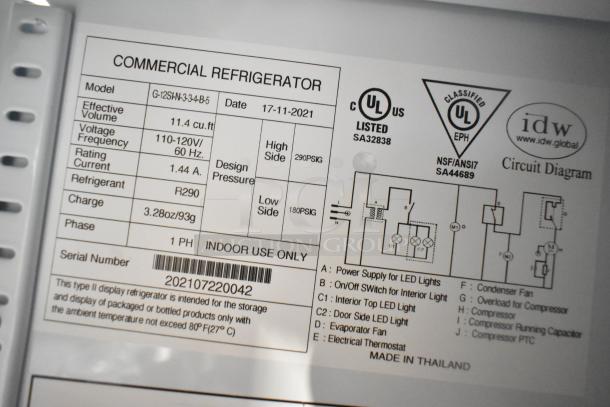 COMMERCIAL REFRIGERATOR
Model G-12SI-IN-3-3-4-B-5 Date 17-11-2021
Effective Volume 11.4 cu.ft
Voltage Frequency 110-120V/ 60 Hz.
Rating Current 1.44 A.
Refrigerant R290
Charge 3.28oz/93g
Phase 1 PH
Design Pressure
High Side 290PSIG
Low Side 180PSIG
INDOOR USE ONLY
Serial Number
202107220042
This type II display refrigerator is intended for the storage
and display of packaged or bottled products only with
the ambient temperature not exceed 80°F(27°C)
C UL US
LISTED
SA32838
CLASSIFIED
UL
EPH
NSF/ANSI7
SA44689
idw
www.idw.global
Circuit Diagram
A : Power Supply for LED Lights
B : On/Off SWitch for Interior Light
C1 : Interior Top LED Light
C2 : Door Side LED Light
D : Evaporator Fan
E : Electrical Thermostat
F : Condenser Fan
G : Overload for Compressor
H : Compressor
I : Compressor Running Capacitor
J : Compressor PTC
MADE IN THAILAND